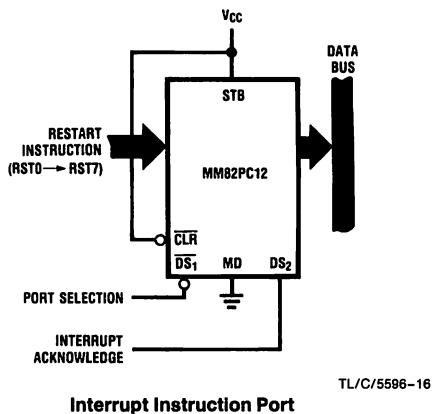 VCC
DATA
BUS
STB
RESTART
INSTRUCTION
(RST0→RST7)
MM82PC12
CLR
DS1 MD DS2
PORT SELECTION
INTERRUPT
ACKNOWLEDGE
TL/C/5596-16
Interrupt Instruction Port